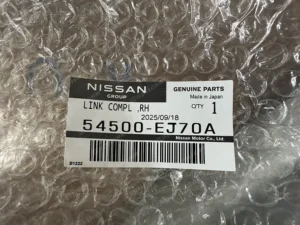 NISSAN
GROUP
GENUINE PARTS
Made in Japan
Q'TY 1
LINK COMPL ,RH
2025/09/18
54500-EJ70A
Nissan Motor Co., Ltd.